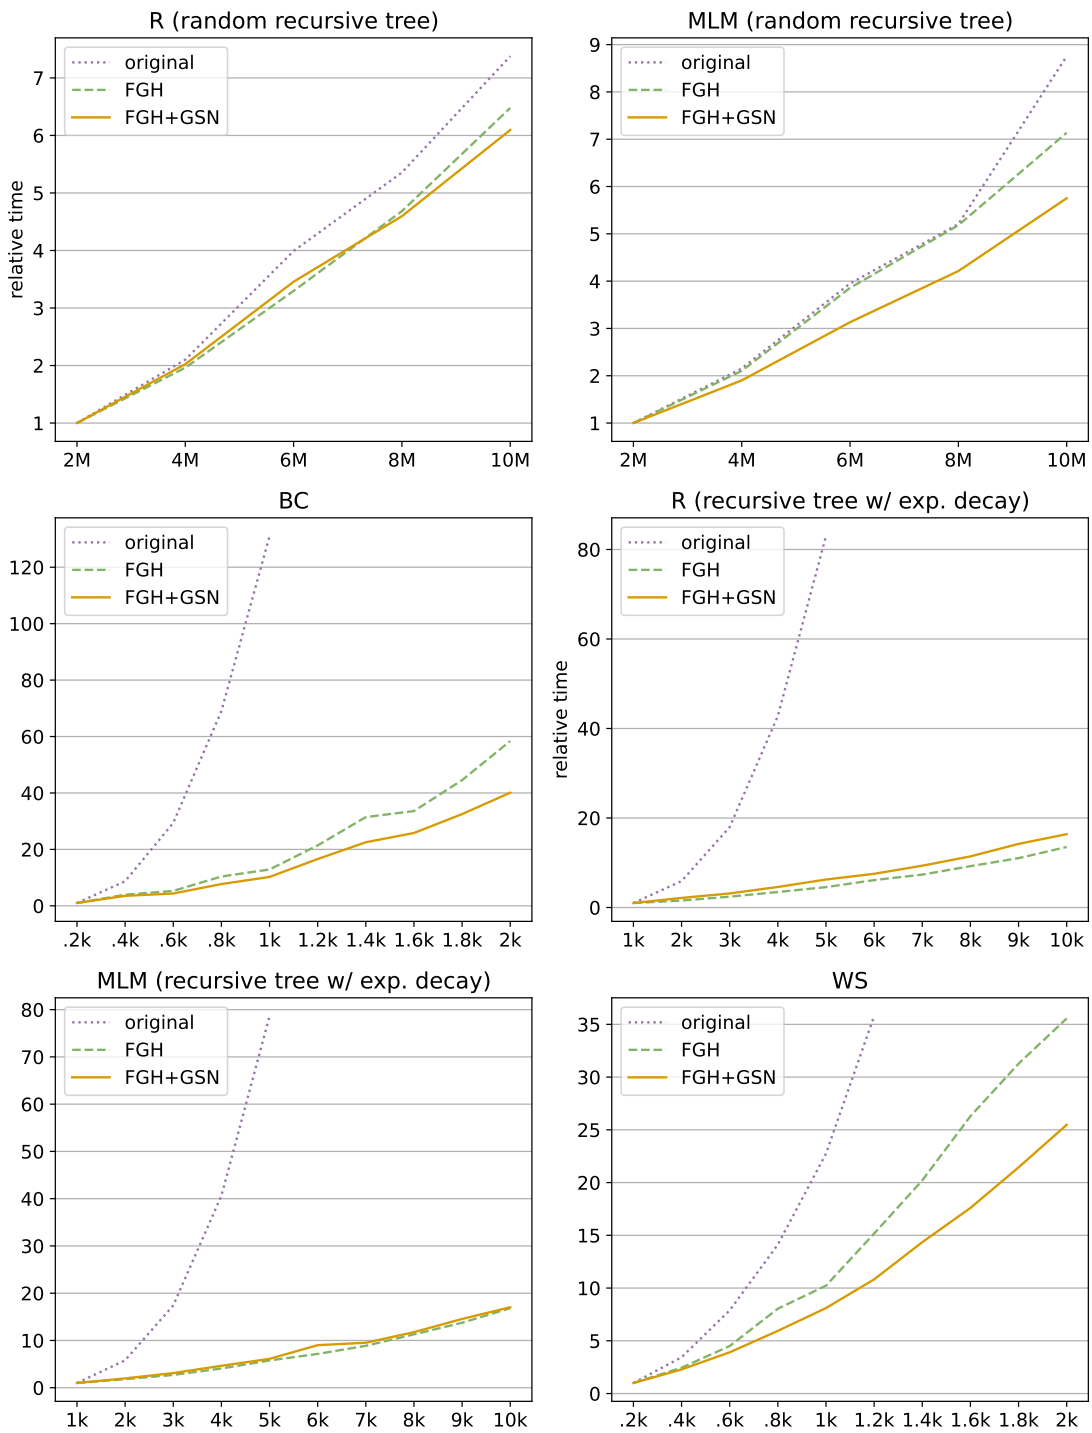 R (random recursive tree)
original
FGH
FGH+GSN
relative time
7
6
5
4
3
2
1
2M 4M 6M 8M 10M
MLM (random recursive tree)
original
FGH
FGH+GSN
9
8
7
6
5
4
3
2
1
2M 4M 6M 8M 10M
BC
original
FGH
FGH+GSN
120
100
80
60
40
20
0
.2k .4k .6k .8k 1k 1.2k 1.4k 1.6k 1.8k 2k
R (recursive tree w/ exp. decay)
original
FGH
FGH+GSN
relative time
80
60
40
20
0
1k 2k 3k 4k 5k 6k 7k 8k 9k 10k
MLM (recursive tree w/ exp. decay)
original
FGH
FGH+GSN
80
70
60
50
40
30
20
10
0
1k 2k 3k 4k 5k 6k 7k 8k 9k 10k
WS
original
FGH
FGH+GSN
35
30
25
20
15
10
5
0
.2k .4k .6k .8k 1k 1.2k 1.4k 1.6k 1.8k 2k